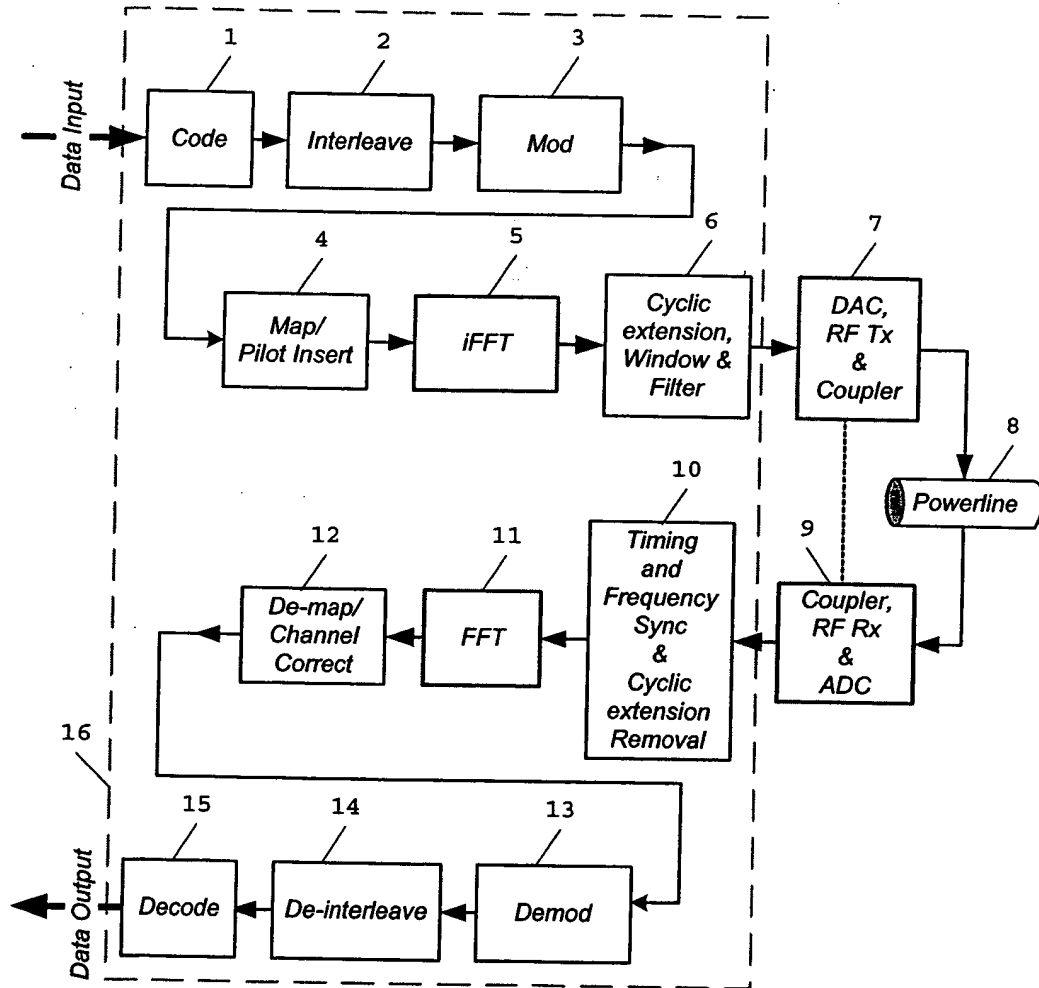 1
2
3
Data Input
Code
Interleave
Mod
4
5
6
7
Map/
Pilot Insert
iFFT
Cyclic
extension,
Window &
Filter
DAC,
RF Tx
&
Coupler
8
Powerline
12
11
10
9
De-map/
Channel
Correct
FFT
Timing
and
Frequency
Sync
&
Cyclic
extension
Removal
Coupler,
RF Rx
&
ADC
16
15
14
13
Data Output
Decode
De-interleave
Demod